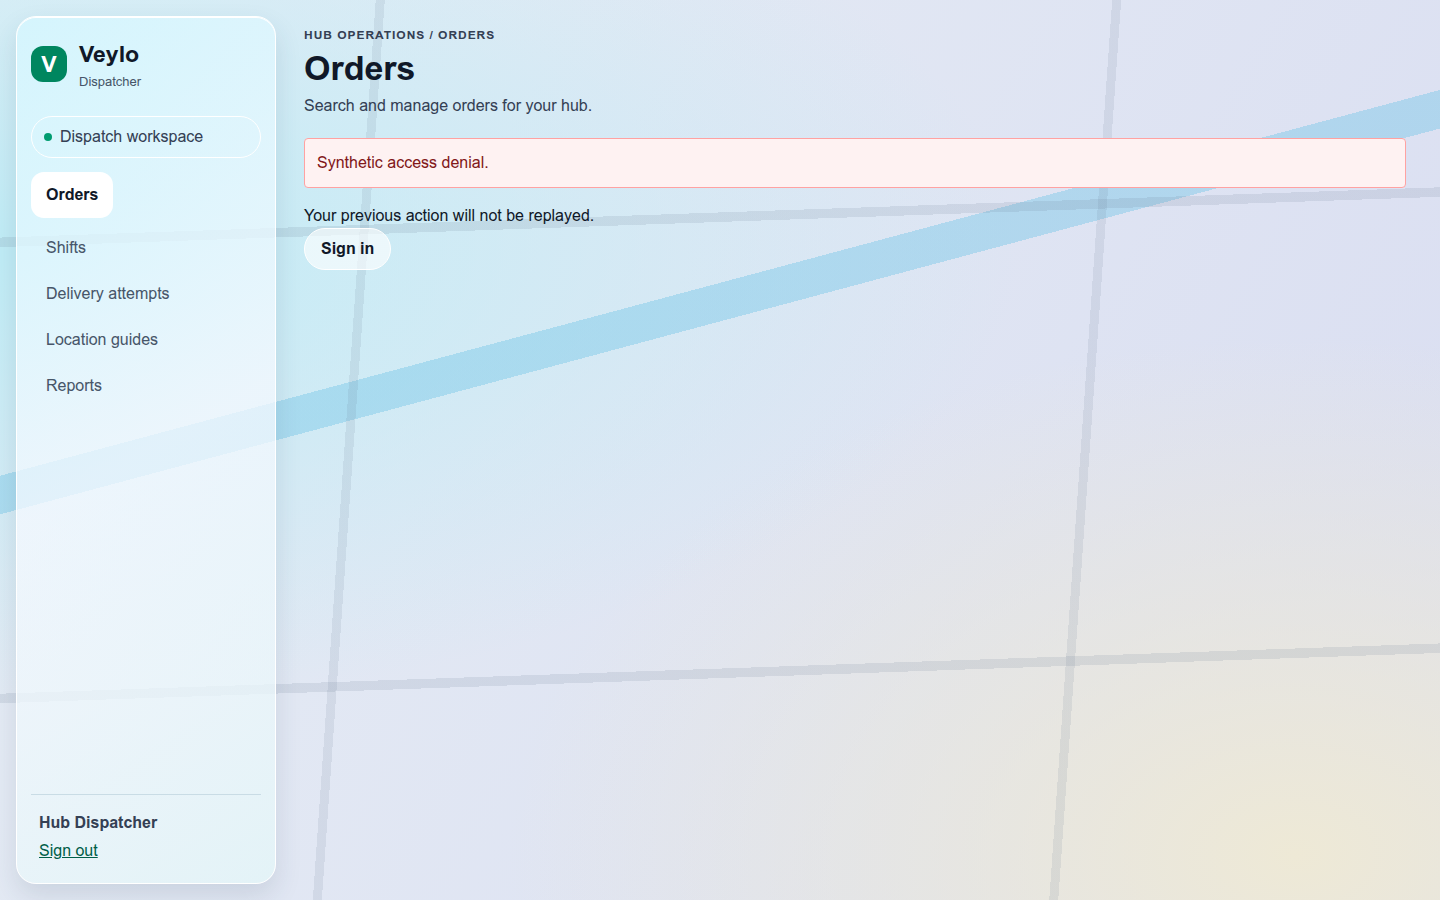 V
Veylo
Dispatcher
Dispatch workspace
Orders
Shifts
Delivery attempts
Location guides
Reports
Hub Dispatcher
Sign out
HUB OPERATIONS / ORDERS
Orders
Search and manage orders for your hub.
Synthetic access denial.
Your previous action will not be replayed.
Sign in